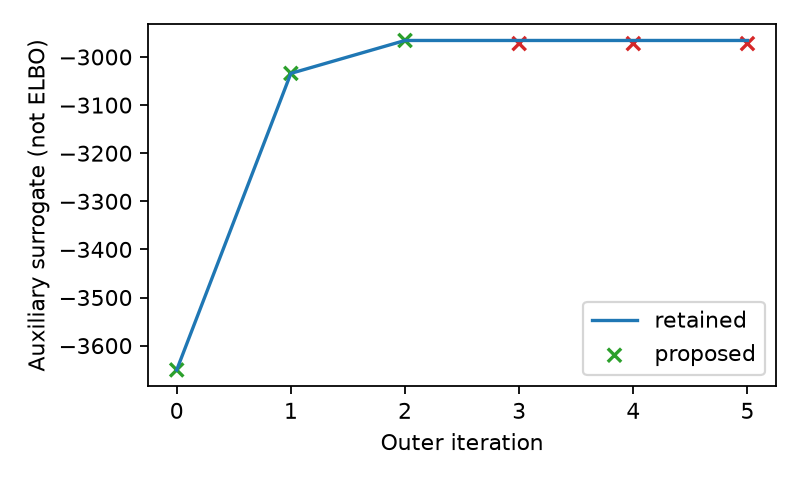 Auxiliary surrogate (not ELBO)
−3000
−3100
−3200
−3300
−3400
−3500
−3600
retained
proposed
0 1 2 3 4 5
Outer iteration